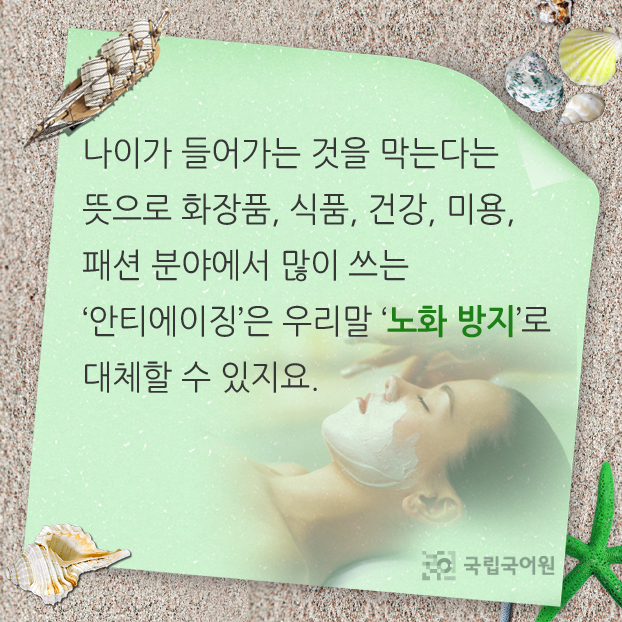 나이가 들어가는 것을 막는다는
뜻으로 화장품, 식품, 건강, 미용,
패션 분야에서 많이 쓰는
‘안티에이징’은 우리말 ‘노화 방지’로
대체할 수 있지요.
국립국어원